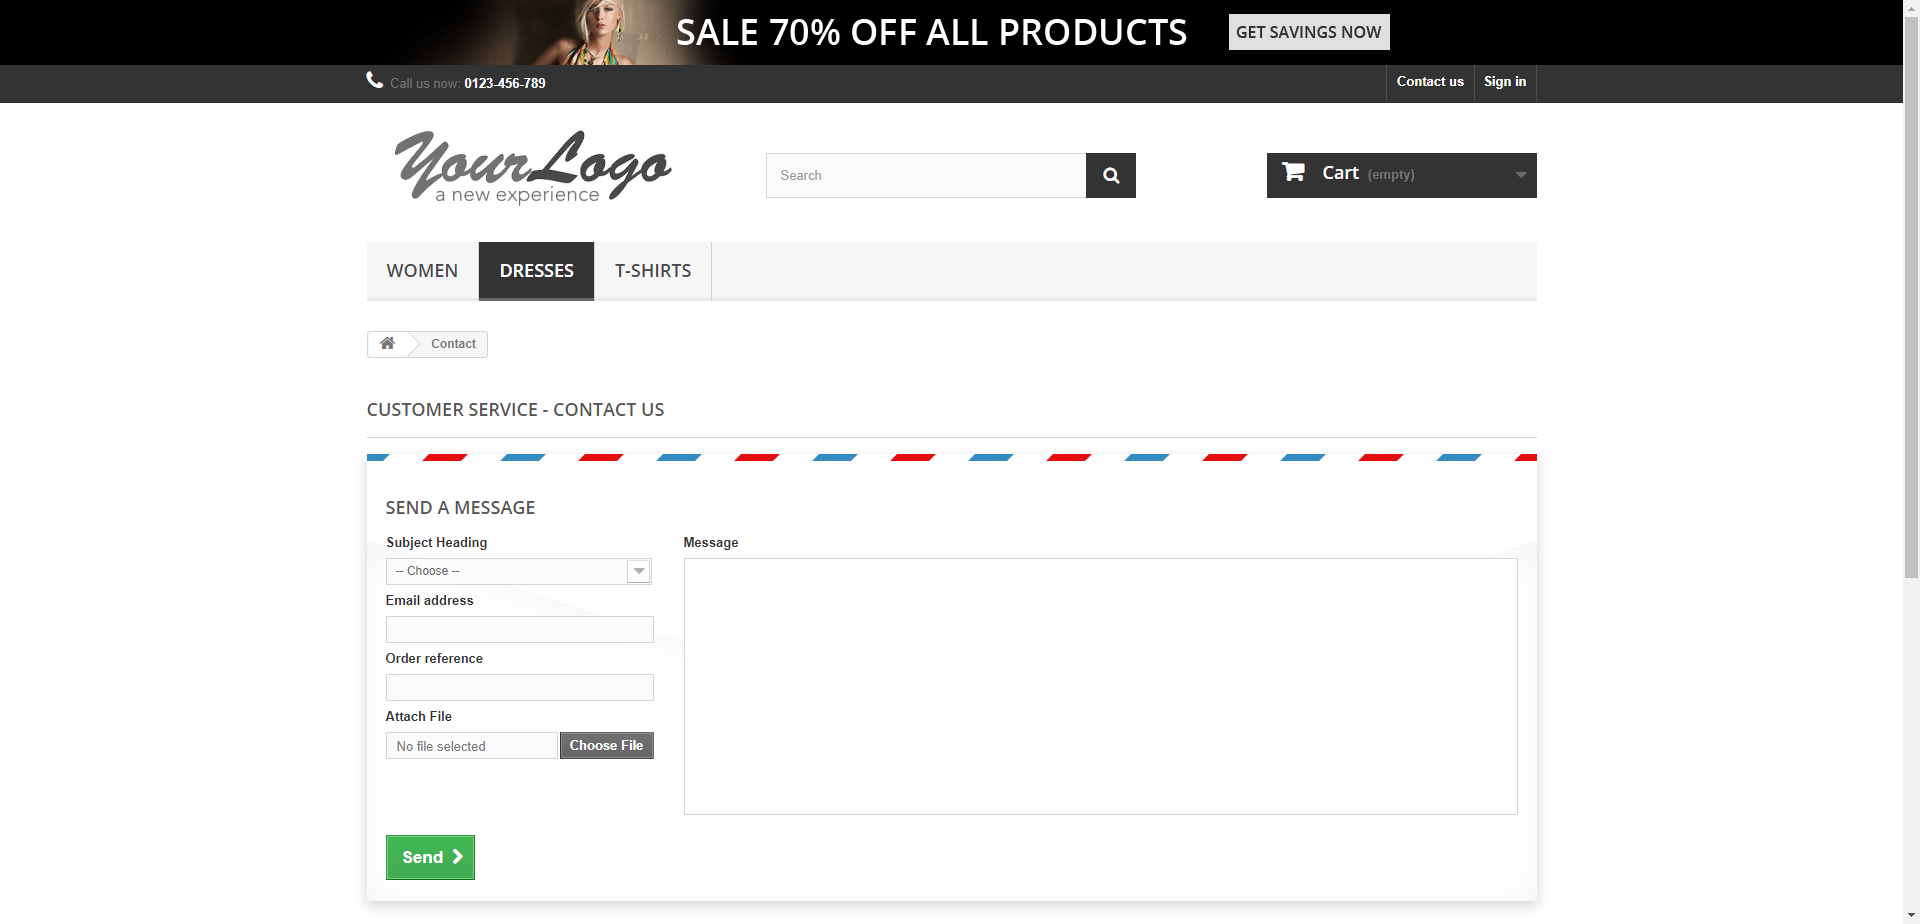 SALE 70% OFF ALL PRODUCTS GET SAVINGS NOW
Call us now: 0123-456-789 Contact us Sign in
YourLogo
a new experience
Search
Cart (empty)
WOMEN DRESSES T-SHIRTS
Contact
CUSTOMER SERVICE - CONTACT US
SEND A MESSAGE
Subject Heading
-- Choose --
Email address
Order reference
Attach File
No file selected Choose File
Message
Send